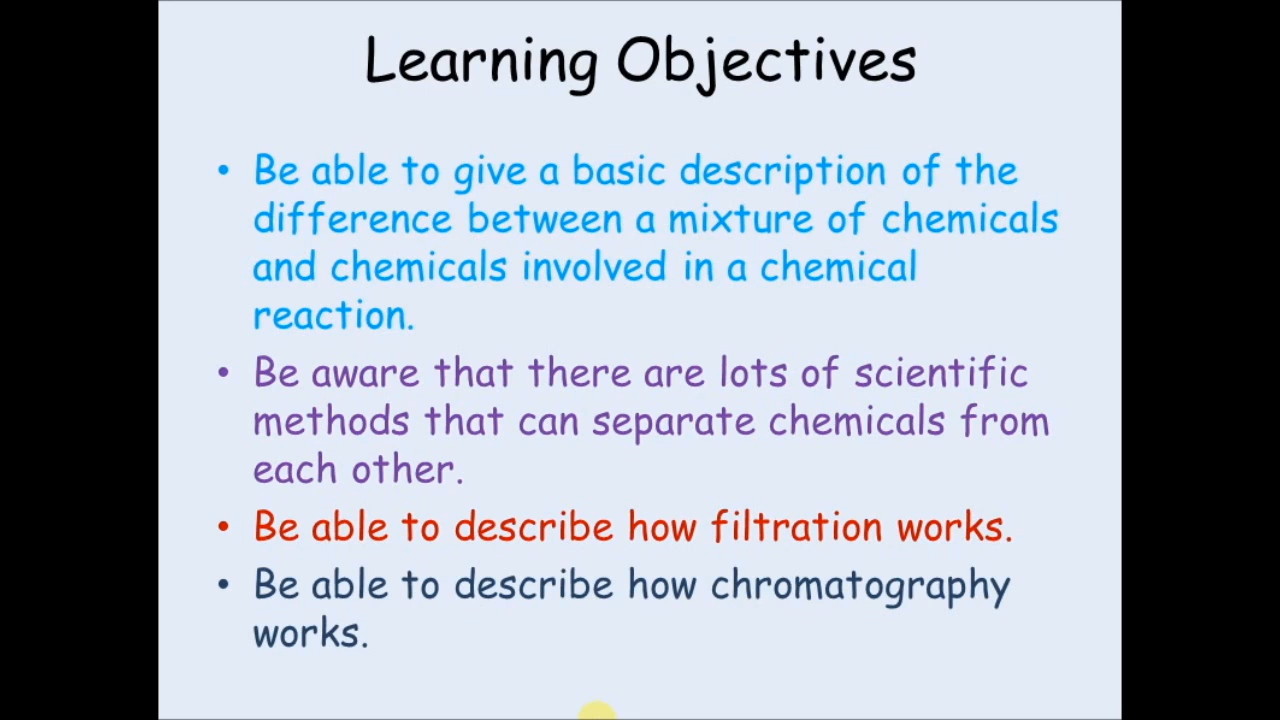 Learning Objectives
• Be able to give a basic description of the
difference between a mixture of chemicals
and chemicals involved in a chemical
reaction.
• Be aware that there are lots of scientific
methods that can separate chemicals from
each other.
• Be able to describe how filtration works.
• Be able to describe how chromatography
works.